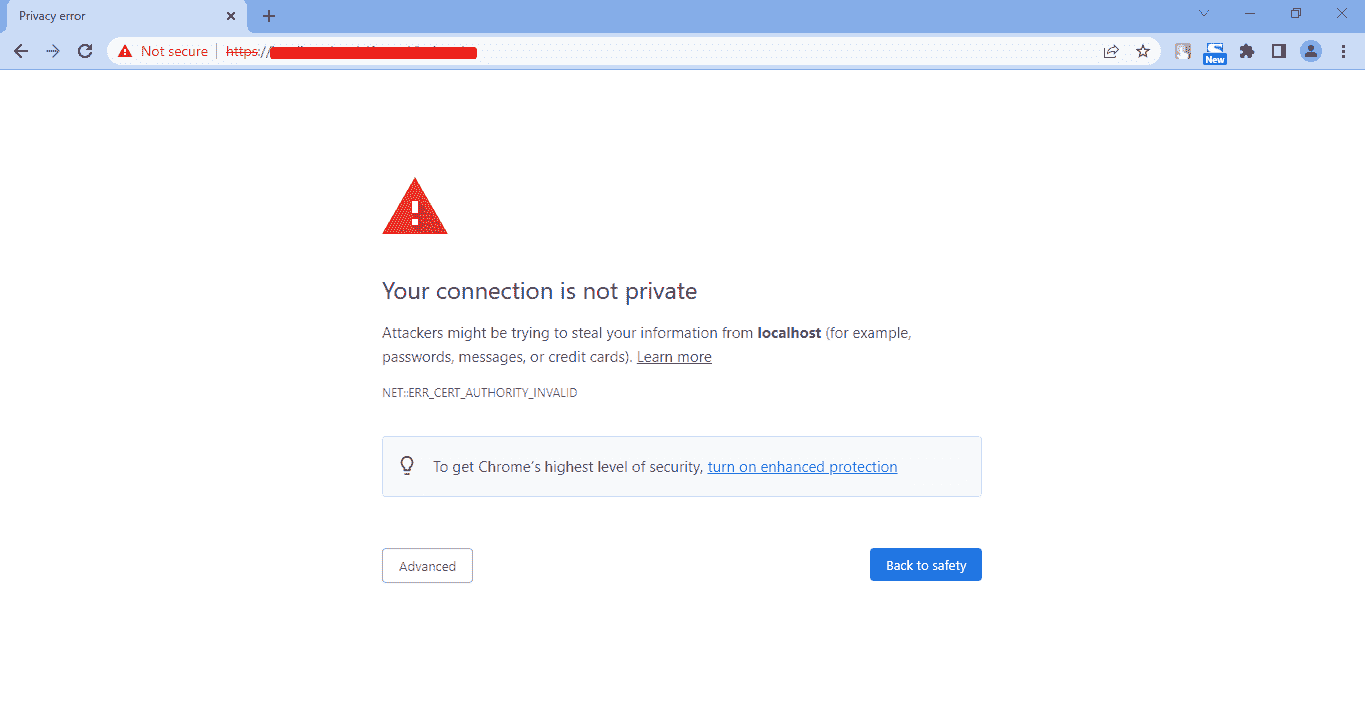 Privacy error
Not secure
https://
New
Your connection is not private
Attackers might be trying to steal your information from localhost (for example,
passwords, messages, or credit cards). Learn more
NET::ERR_CERT_AUTHORITY_INVALID
To get Chrome's highest level of security, turn on enhanced protection
Advanced
Back to safety